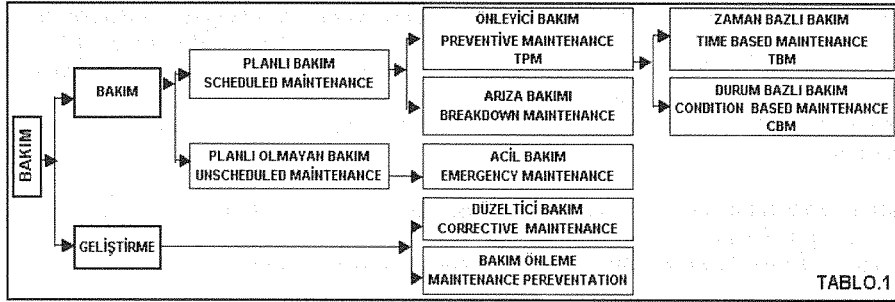 BAKIM
BAKIM
PLANLI BAKIM
SCHEDULED MAİNTENANCE
ÖNLEYİCİ BAKIM
PREVENTİVE MAINTENANCE
TPM
ZAMAN BAZLI BAKIM
TIME BASED MAINTENANCE
TBM
DURUM BAZLI BAKIM
CONDITION BASED MAINTENANCE
CBM
ARIZA BAKIMI
BREAKDOWN MAINTENANCE
PLANLI OLMAYAN BAKIM
UNSCHEDULED MAİNTENANCE
ACİL BAKIM
EMERGENCY MAINTENANCE
GELİŞTİRME
DÜZELTİCİ BAKIM
CORRECTIVE MAINTENANCE
BAKIM ÖNLEME
MAINTENANCE PEREVENTATION
TABLO.1